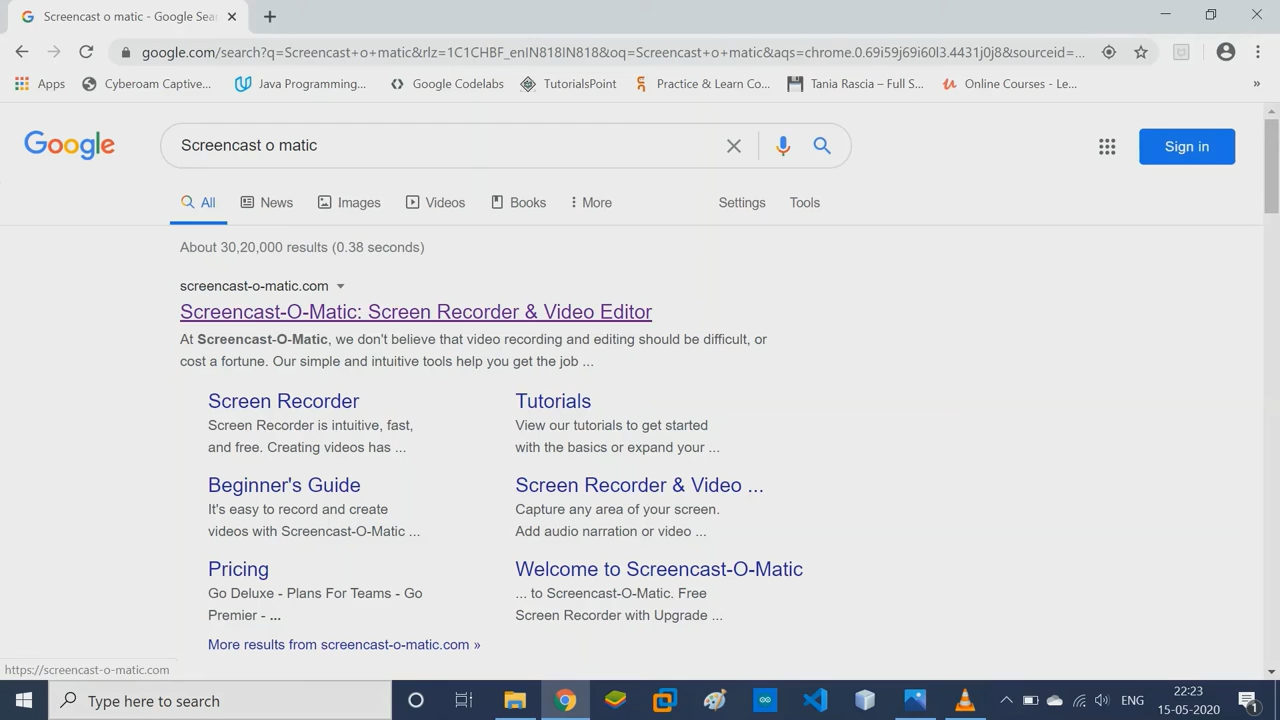 Screencast o matic - Google Sea
google.com/search?q=Screencast+o+matic&rlz=1C1CHBF_enIN818IN818&oq=Screencast+o+matic&aqs=chrome.0.69i59j69i60l3.4431j0j8&sourceid=...
Apps Cyberoam Captive... Java Programming... Google Codelabs TutorialsPoint Practice & Learn Co... Tania Rascia – Full S... Online Courses - Le... »
Google Screencast o matic Sign in
All News Images Videos Books More Settings Tools
About 30,20,000 results (0.38 seconds)
screencast-o-matic.com
Screencast-O-Matic: Screen Recorder & Video Editor
At Screencast-O-Matic, we don't believe that video recording and editing should be difficult, or
cost a fortune. Our simple and intuitive tools help you get the job ...
Screen Recorder
Screen Recorder is intuitive, fast,
and free. Creating videos has ...
Tutorials
View our tutorials to get started
with the basics or expand your ...
Beginner's Guide
It's easy to record and create
videos with Screencast-O-Matic ...
Screen Recorder & Video ...
Capture any area of your screen.
Add audio narration or video ...
Pricing
Go Deluxe - Plans For Teams - Go
Premier - ...
Welcome to Screencast-O-Matic
... to Screencast-O-Matic. Free
Screen Recorder with Upgrade ...
More results from screencast-o-matic.com »
https://screencast-o-matic.com
Type here to search
ENG
22:23
15-05-2020
1